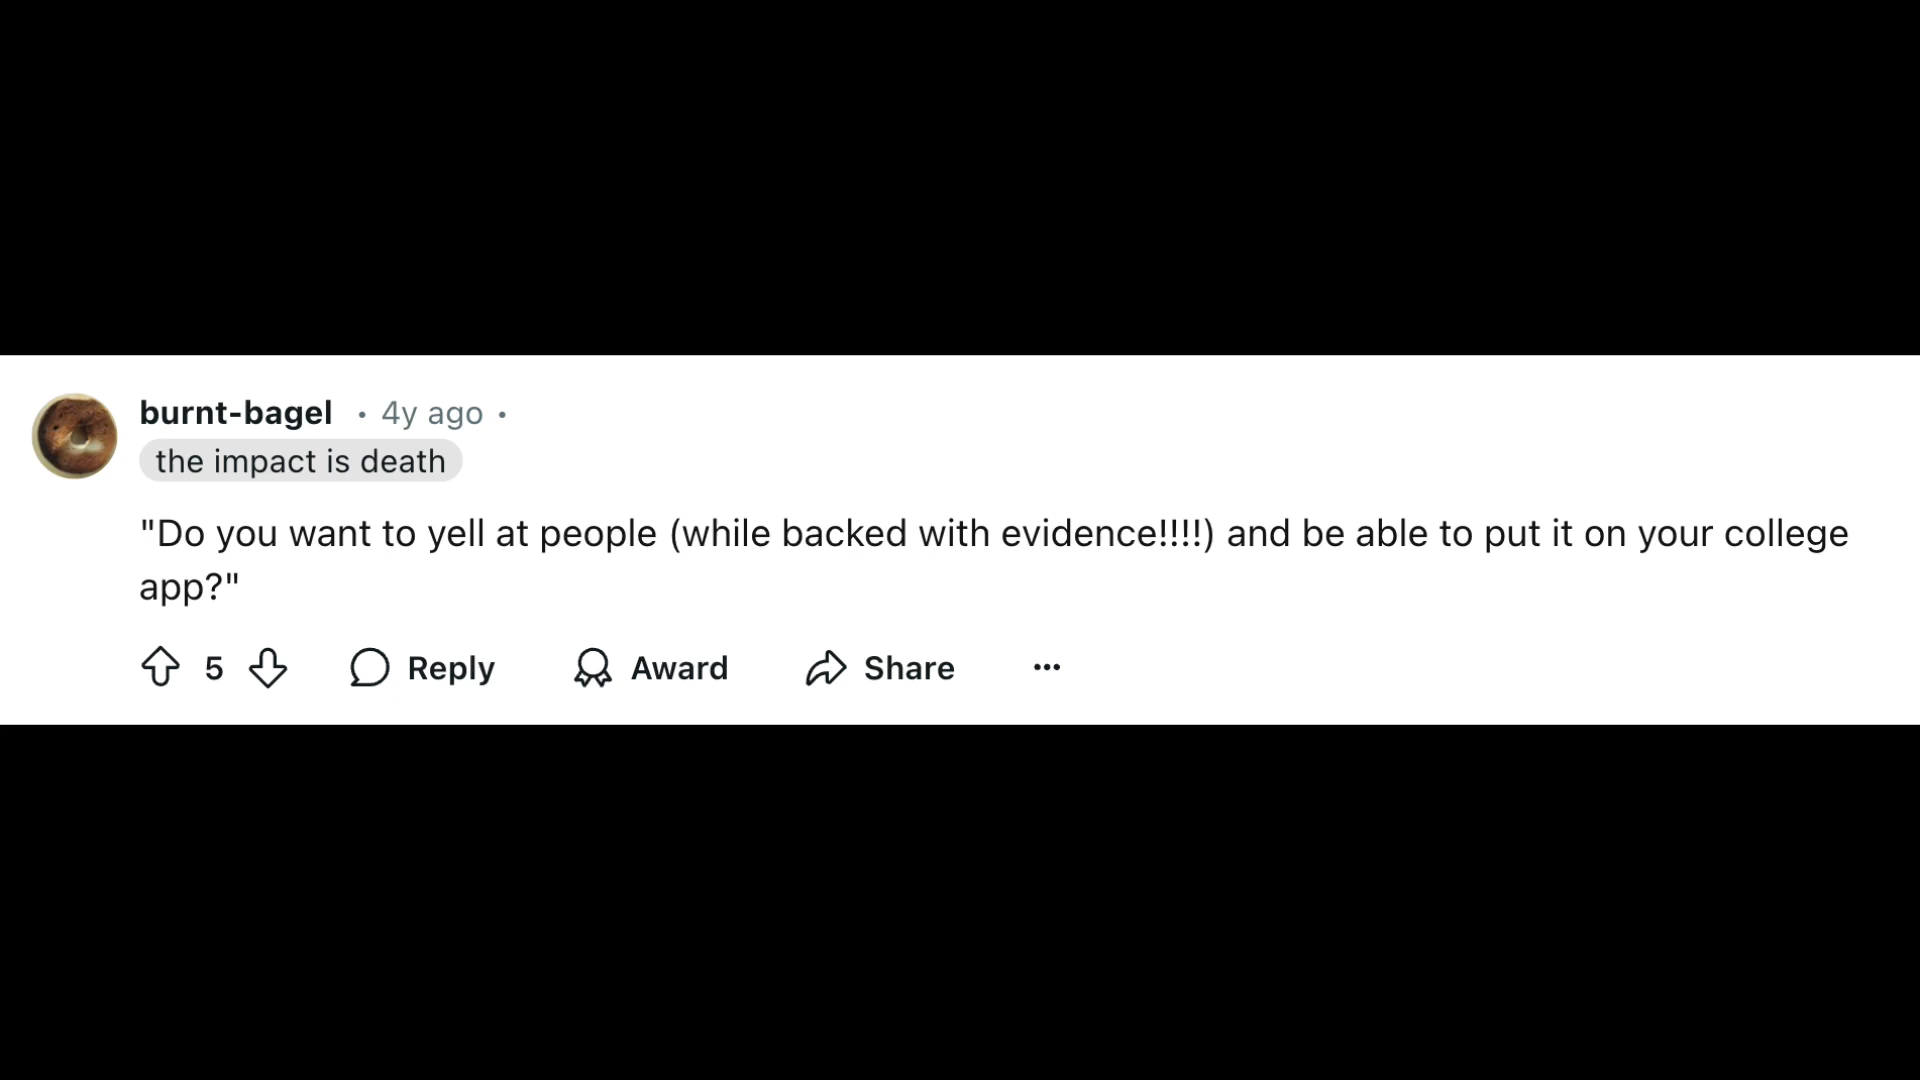 burnt-bagel • 4y ago •
the impact is death
"Do you want to yell at people (while backed with evidence!!!!) and be able to put it on your college
app?"
5 Reply Award Share ...